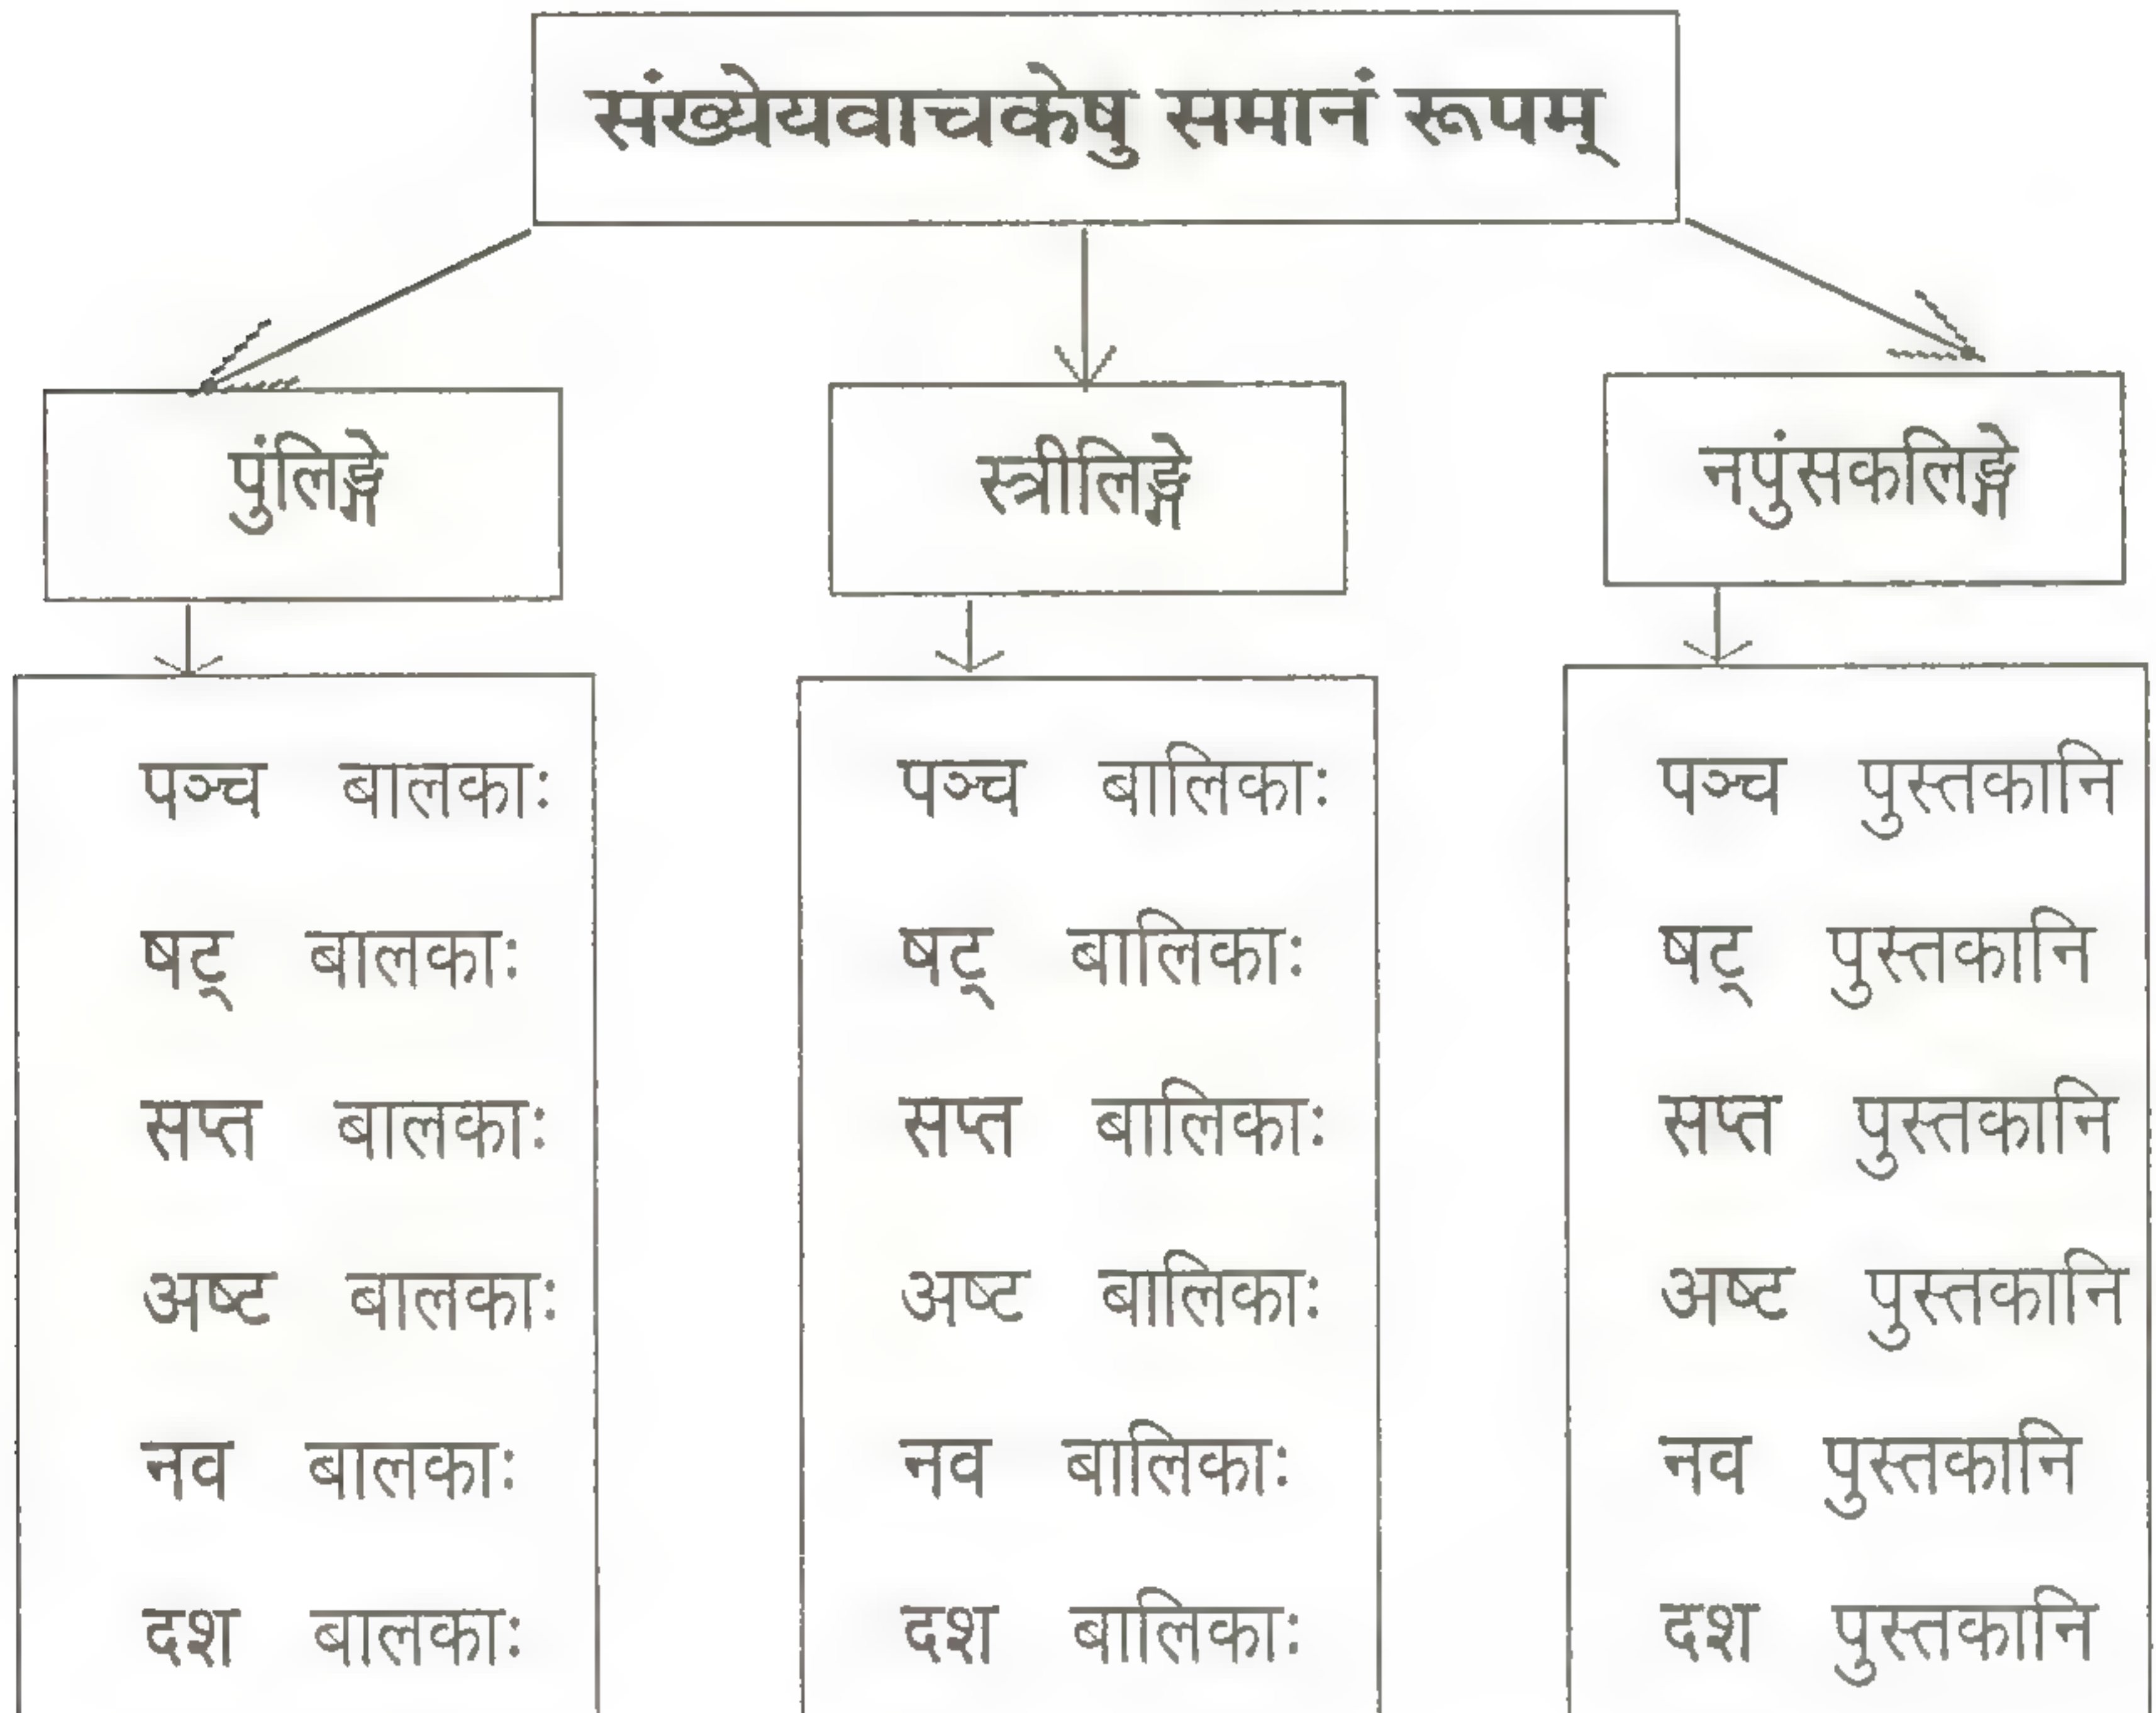 संख्येयवाचकेषु समानं रूपम्
पुंलिङ्गे
स्त्रीलिङ्गे
नपुंसकलिङ्गे
पञ्च बालकाः
षट् बालकाः
सप्त बालकाः
अष्ट बालकाः
नव बालकाः
दश बालकाः
पञ्च बालिकाः
षट् बालिकाः
सप्त बालिकाः
अष्ट बालिकाः
नव बालिकाः
दश बालिकाः
पञ्च पुस्तकानि
षट् पुस्तकानि
सप्त पुस्तकानि
अष्ट पुस्तकानि
नव पुस्तकानि
दश पुस्तकानि